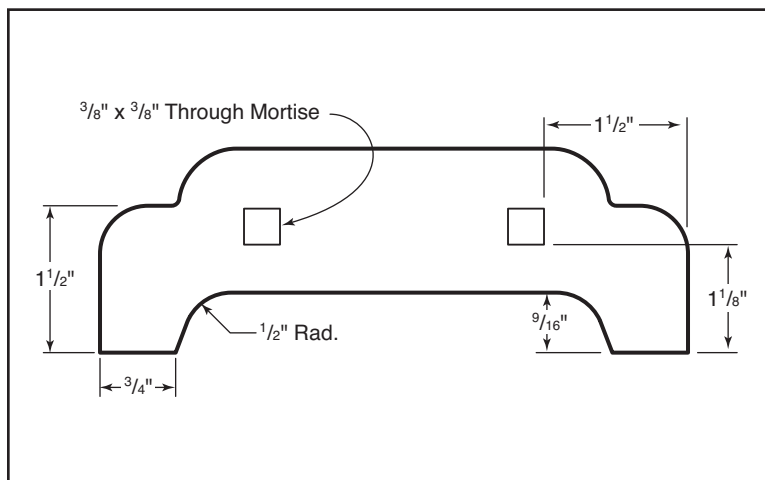 3/8" x 3/8" Through Mortise
1 1/2"
1 1/2"
1 1/8"
9/16"
1/2" Rad.
3/4"